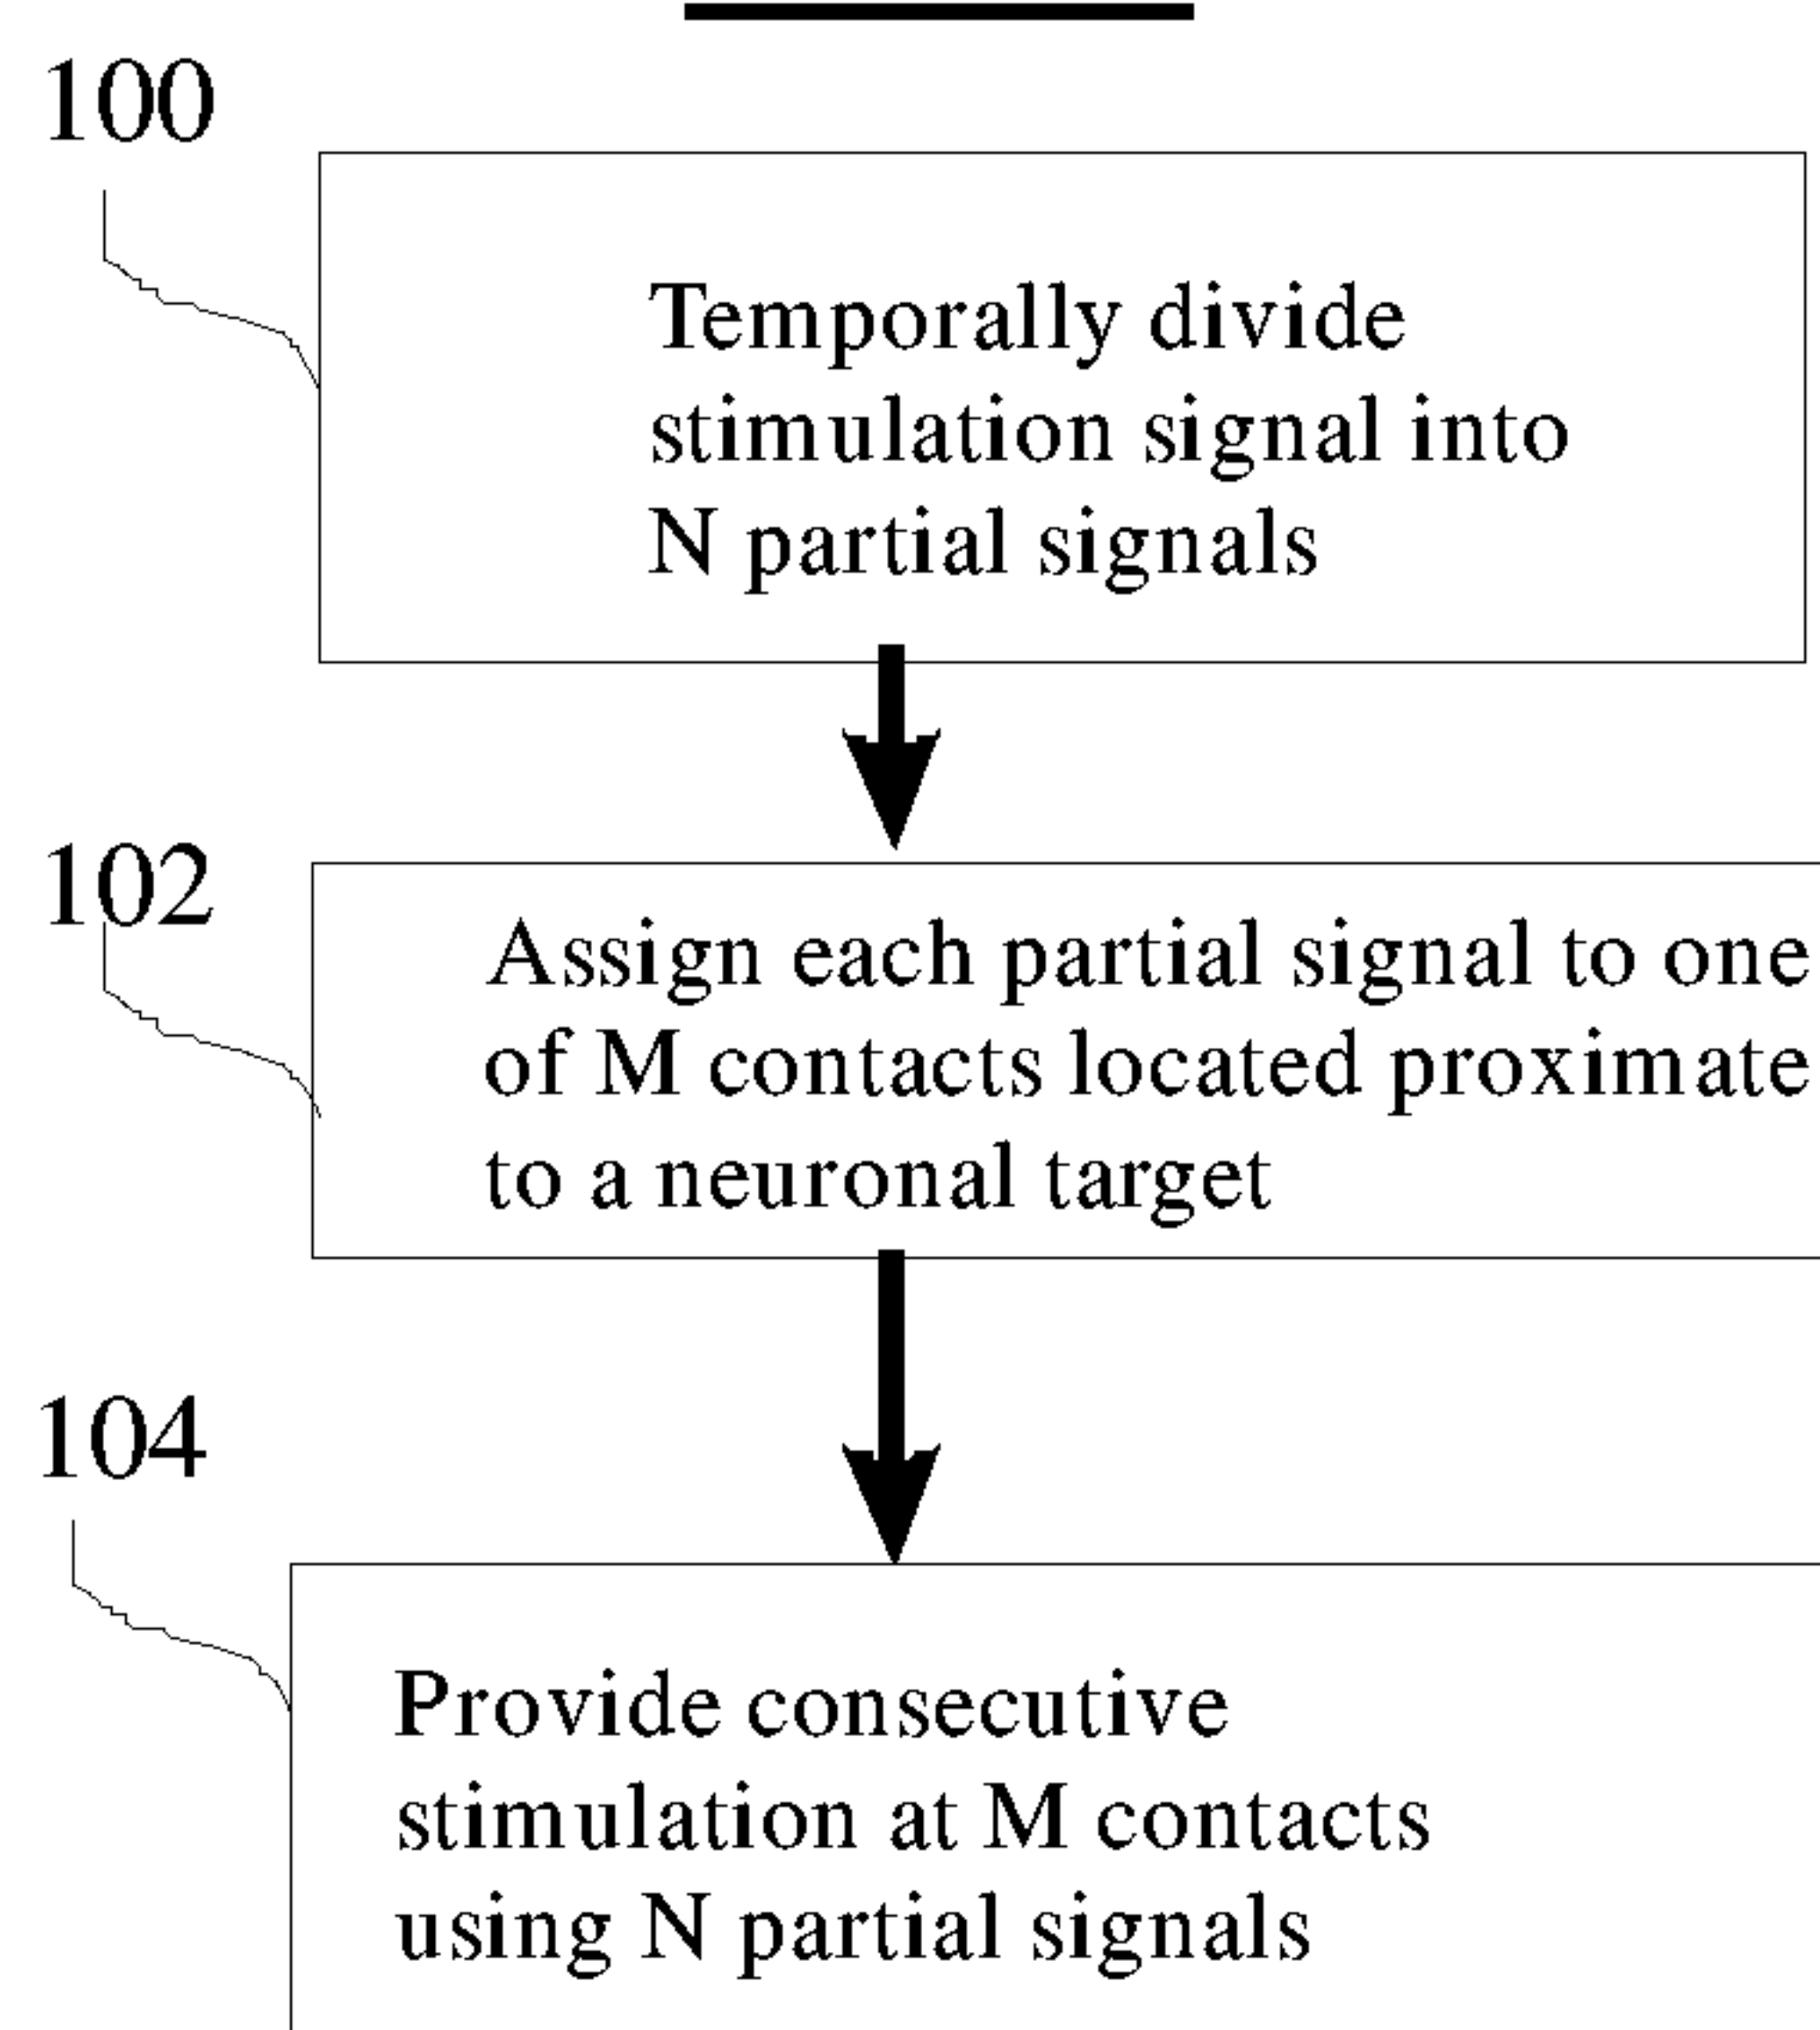 100
Temporally divide
stimulation signal into
N partial signals
102
Assign each partial signal to one
of M contacts located proximate
to a neuronal target
104
Provide consecutive
stimulation at M contacts
using N partial signals